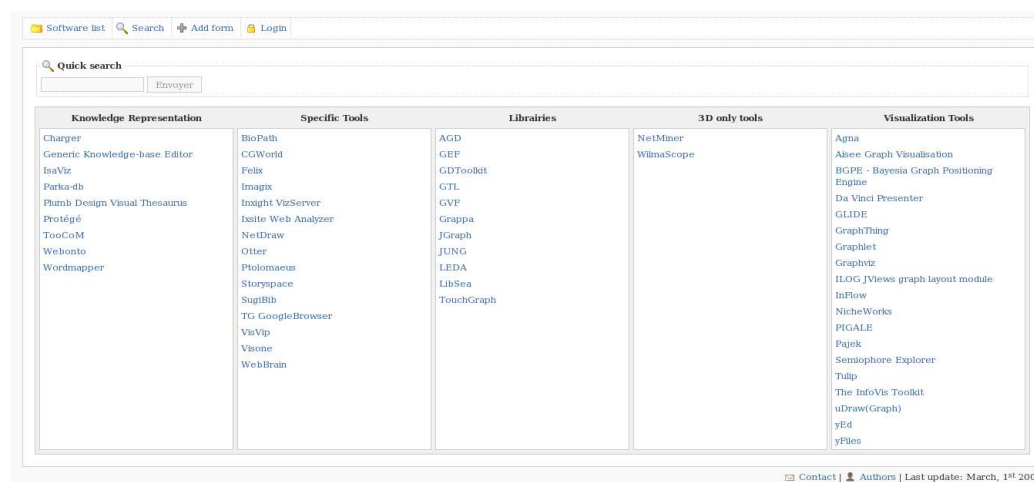 Software list Search Add form Login
Quick search
Envoyer
Knowledge Representation
Charger
Generic Knowledge-base Editor
IsaViz
Parka-db
Plumb Design Visual Thesaurus
Protégé
TooCoM
Webonto
Wordmapper
Specific Tools
BioPath
CGWorld
Felix
Imagix
Inxight VizServer
Ixsite Web Analyzer
NetDraw
Otter
Ptolomaeus
Storyspace
SugiBib
TG GoogleBrowser
VisVip
Visone
WebBrain
Librairies
AGD
GEF
GDToolkit
GTL
GVF
Grappa
JGraph
JUNG
LEDA
LibSea
TouchGraph
3D only tools
NetMiner
WilmaScope
Visualization Tools
Agna
Aisee Graph Visualisation
BGPE - Bayesia Graph Positioning
Engine
Da Vinci Presenter
GLIDE
GraphThing
Graphlet
Graphviz
ILOG JViews graph layout module
InFlow
NicheWorks
PIGALE
Pajek
Semiophore Explorer
Tulip
The InfoVis Toolkit
uDraw(Graph)
yEd
yFiles
Contact | Authors | Last update: March, 1st